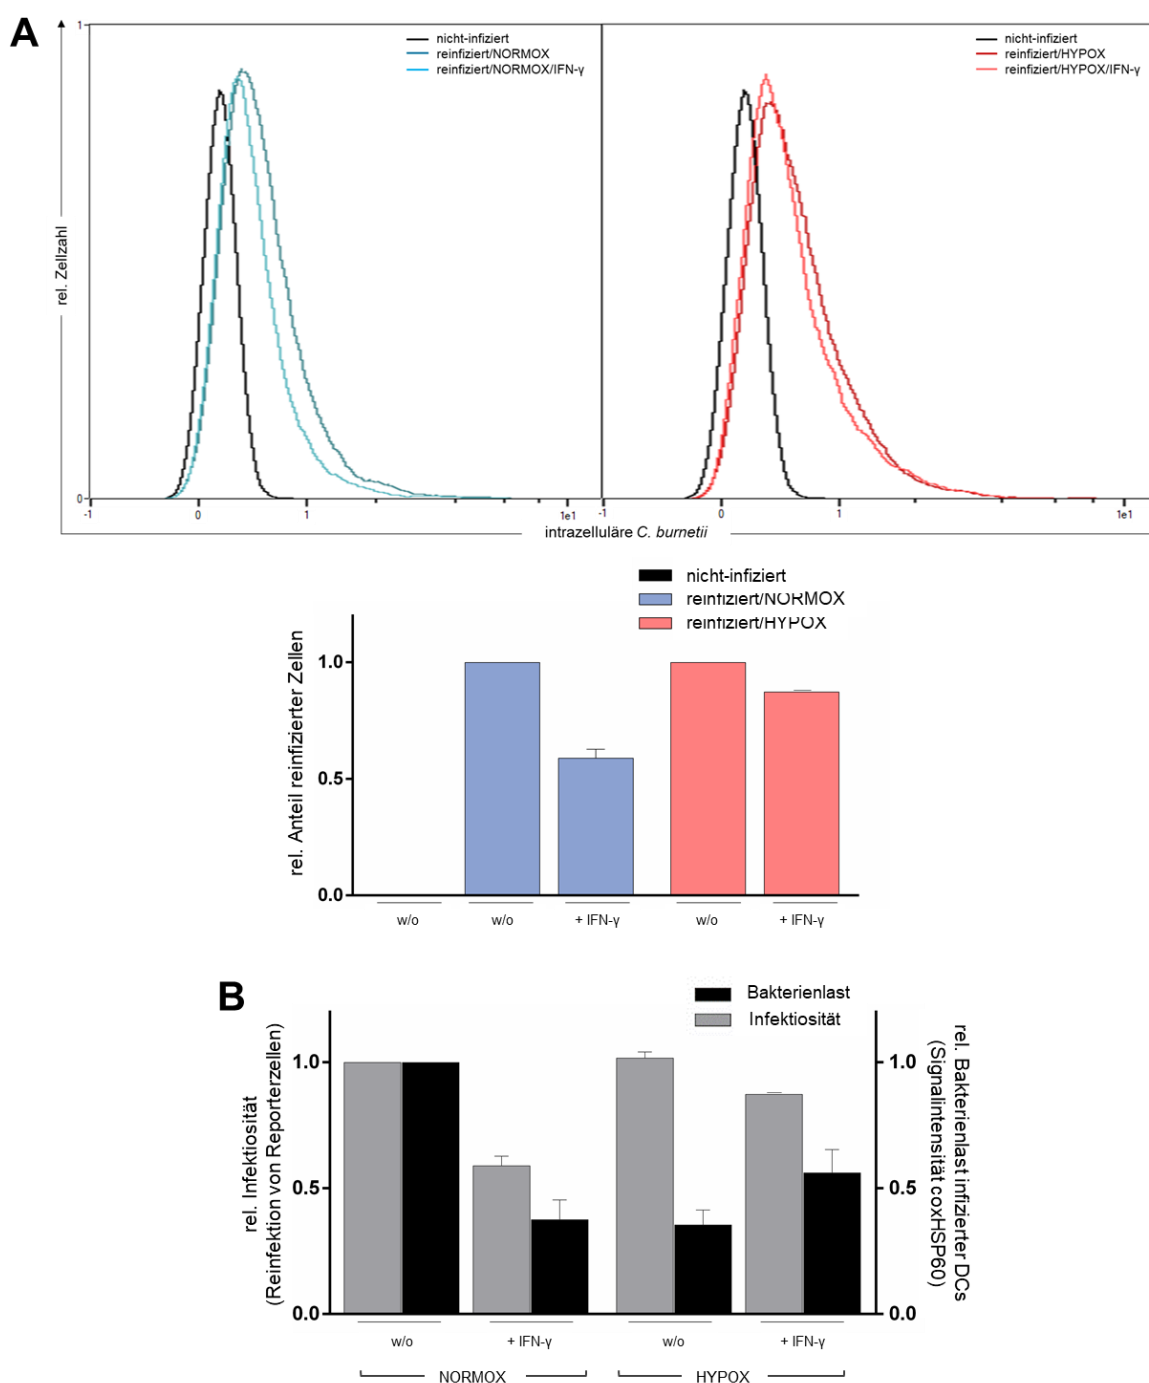 A
1
nicht-infiziert
reinfiziert/NORMOX
reinfiziert/NORMOX/IFN-γ
nicht-infiziert
reinfiziert/HYPOX
reinfiziert/HYPOX/IFN-γ
rel. Zellzahl
0
-1 0 1 1e1 -1 0 1 1e1
intrazelluläre C. burnetii
nicht-infiziert
reinfiziert/NORMOX
reinfiziert/HYPOX
rel. Anteil reinfizierter Zellen
1.0
0.5
0.0
w/o w/o + IFN-γ w/o + IFN-γ
B
Bakterienlast
Infektiosität
rel. Infektiosität
(Reinfektion von Reporterzellen)
1.0
0.5
0.0
1.0
0.5
0.0
rel. Bakterienlast infizierter DCs
(Signalintensität coxHSP60)
w/o + IFN-γ w/o + IFN-γ
NORMOX HYPOX